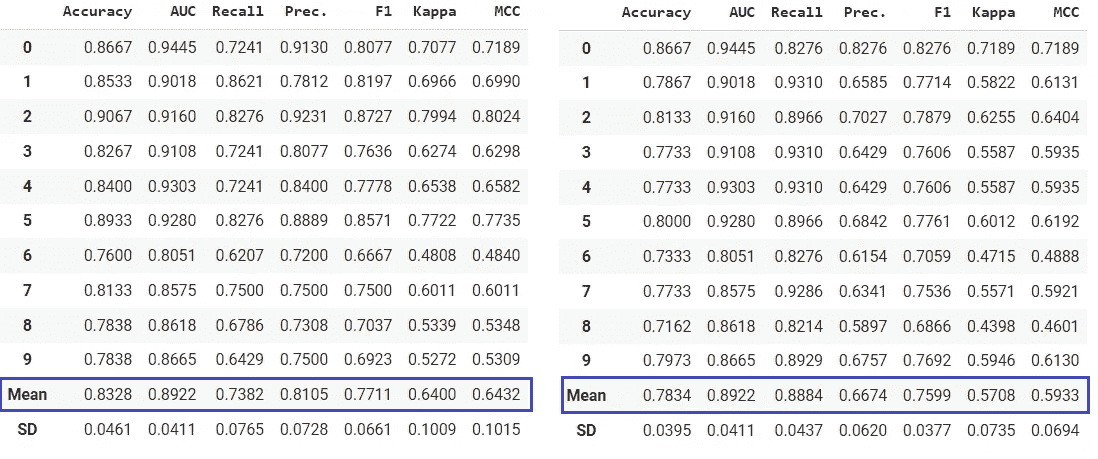 Accuracy AUC Recall Prec. F1 Kappa MCC
0 0.8667 0.9445 0.7241 0.9130 0.8077 0.7077 0.7189
1 0.8533 0.9018 0.8621 0.7812 0.8197 0.6966 0.6990
2 0.9067 0.9160 0.8276 0.9231 0.8727 0.7994 0.8024
3 0.8267 0.9108 0.7241 0.8077 0.7636 0.6274 0.6298
4 0.8400 0.9303 0.7241 0.8400 0.7778 0.6538 0.6582
5 0.8933 0.9280 0.8276 0.8889 0.8571 0.7722 0.7735
6 0.7600 0.8051 0.6207 0.7200 0.6667 0.4808 0.4840
7 0.8133 0.8575 0.7500 0.7500 0.7500 0.6011 0.6011
8 0.7838 0.8618 0.6786 0.7308 0.7037 0.5339 0.5348
9 0.7838 0.8665 0.6429 0.7500 0.6923 0.5272 0.5309
Mean 0.8328 0.8922 0.7382 0.8105 0.7711 0.6400 0.6432
SD 0.0461 0.0411 0.0765 0.0728 0.0661 0.1009 0.1015
Accuracy AUC Recall Prec. F1 Kappa MCC
0 0.8667 0.9445 0.8276 0.8276 0.8276 0.7189 0.7189
1 0.7867 0.9018 0.9310 0.6585 0.7714 0.5822 0.6131
2 0.8133 0.9160 0.8966 0.7027 0.7879 0.6255 0.6404
3 0.7733 0.9108 0.9310 0.6429 0.7606 0.5587 0.5935
4 0.7733 0.9303 0.9310 0.6429 0.7606 0.5587 0.5935
5 0.8000 0.9280 0.8966 0.6842 0.7761 0.6012 0.6192
6 0.7333 0.8051 0.8276 0.6154 0.7059 0.4715 0.4888
7 0.7733 0.8575 0.9286 0.6341 0.7536 0.5571 0.5921
8 0.7162 0.8618 0.8214 0.5897 0.6866 0.4398 0.4601
9 0.7973 0.8665 0.8929 0.6757 0.7692 0.5946 0.6130
Mean 0.7834 0.8922 0.8884 0.6674 0.7599 0.5708 0.5933
SD 0.0395 0.0411 0.0437 0.0620 0.0377 0.0735 0.0694